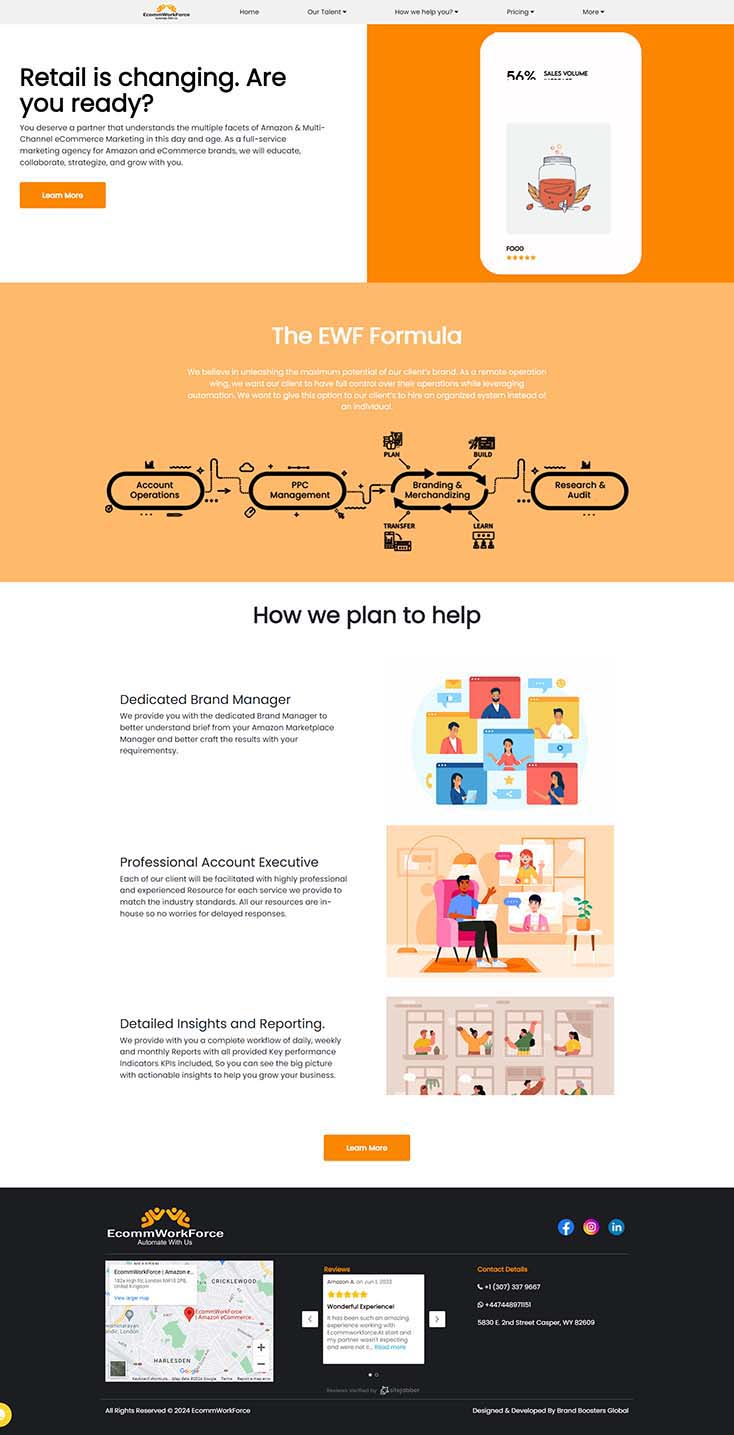 EcommWorkForce
Automate With Us
Home
Our Talent
How we help you?
Pricing
More
Retail is changing. Are
you ready?
You deserve a partner that understands the multiple facets of Amazon & Multi-
Channel eCommerce Marketing in this day and age. As a full-service
marketing agency for Amazon and eCommerce brands, we will educate,
collaborate, strategize, and grow with you.
Learn More
56%
SALES VOLUME
FOOD
The EWF Formula
We believe in unleashing the maximum potential of our client's brand. As a remote operation
wing, we want our client to have full control over their operations while leveraging
automation. We want to give this option to our client's to hire an organized system instead of
an individual.
PLAN
BUILD
Account
Operations
PPC
Management
Branding &
Merchandizing
Research &
Audit
TRANSFER
LEARN
How we plan to help
Dedicated Brand Manager
We provide you with the dedicated Brand Manager to
better understand brief from your Amazon Marketplace
Manager and better craft the results with your
requirementsy.
Professional Account Executive
Each of our client will be facilitated with highly professional
and experienced Resource for each service we provide to
match the industry standards. All our resources are in-
house so no worries for delayed responses.
Detailed Insights and Reporting.
We provide with you a complete workflow of daily, weekly
and monthly Reports with all provided Key performance
Indicators KPIs included, So you can see the big picture
with actionable insights to help you grow your business.
Learn More
EcommWorkForce
Automate With Us
EcommWorkForce | Amazon e...
182a High Rd, London NW10 2PB,
United Kingdom
View larger map
CRICKLEWOOD
EcommWorkForce
| Amazon eCommerce...
HARLESDEN
Google
Keyboard shortcuts
Map data ©2024 Google
Terms
Report a map error
Reviews
Amazon A. on Jun 1, 2023
Wonderful Experience!
It has been such an amazing
experience working with
EcommworkforceAt start and
my partner wasn't expecting
and were not c... Read more
Reviews Verified by sitejabber
Contact Details
+1 (307) 337 9667
+447448971151
5830 E. 2nd Street Casper, WY 82609
All Rights Reserved © 2024 EcommWorkForce
Designed & Developed By Brand Boosters Global